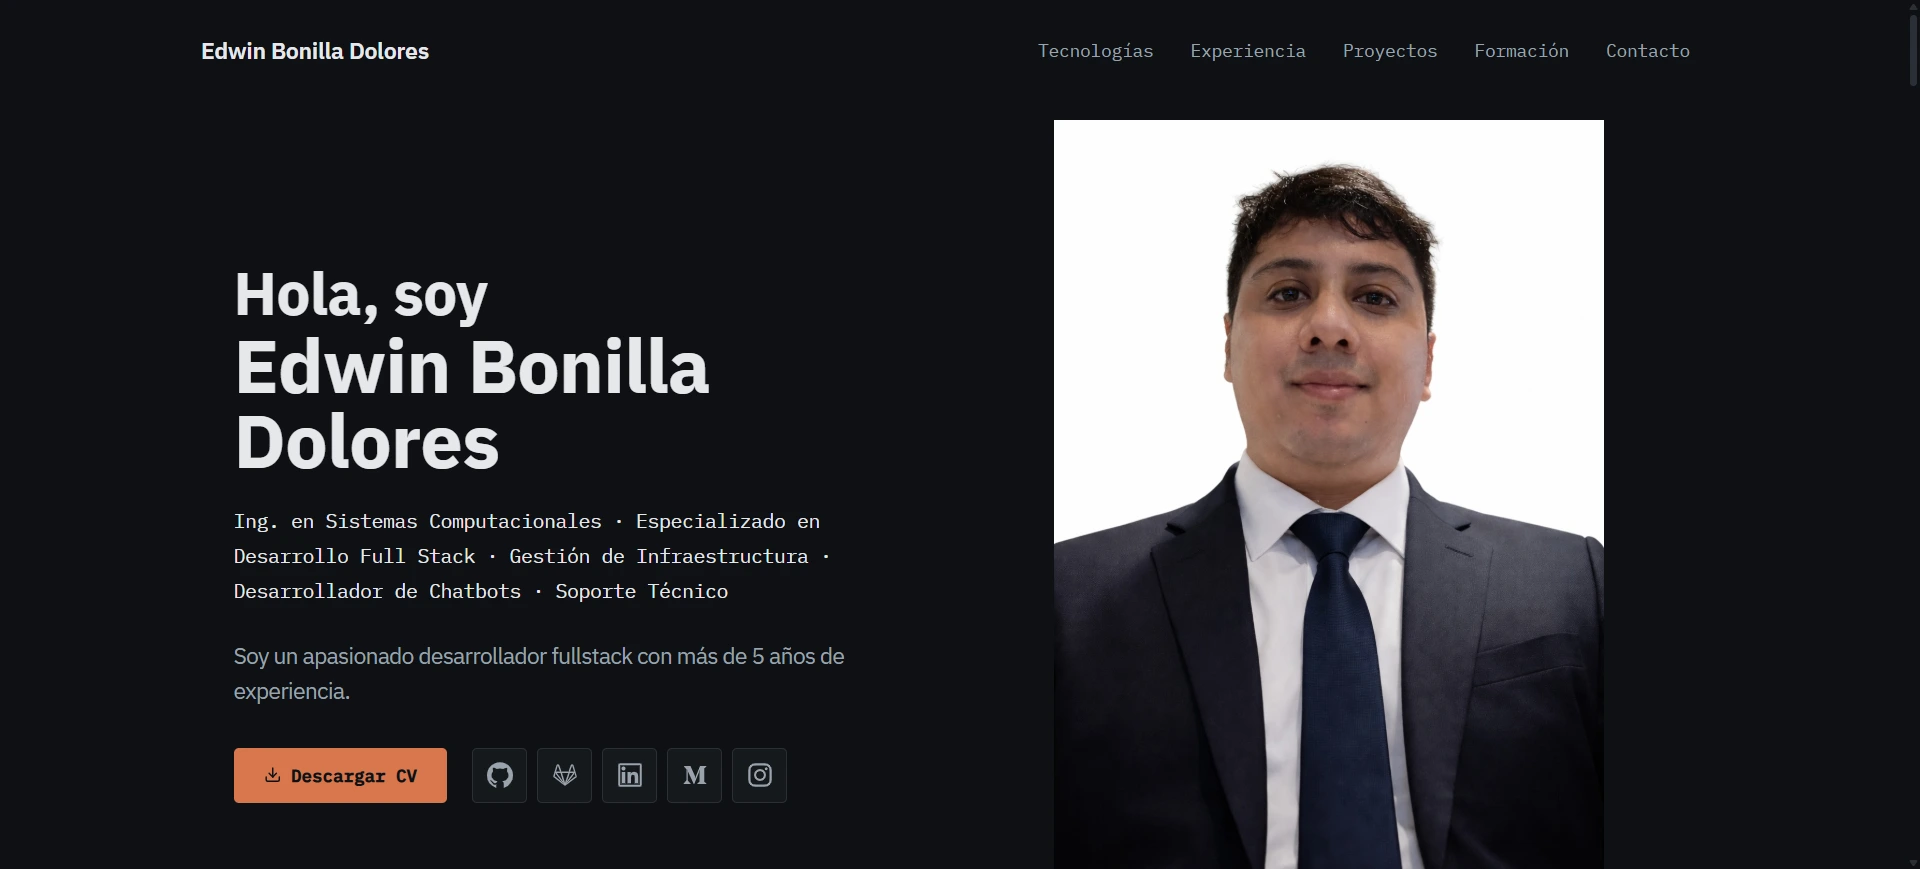 Edwin Bonilla Dolores
Tecnologías Experiencia Proyectos Formación Contacto
Hola, soy
Edwin Bonilla
Dolores
Ing. en Sistemas Computacionales · Especializado en
Desarrollo Full Stack · Gestión de Infraestructura ·
Desarrollador de Chatbots · Soporte Técnico
Soy un apasionado desarrollador fullstack con más de 5 años de
experiencia.
Descargar CV